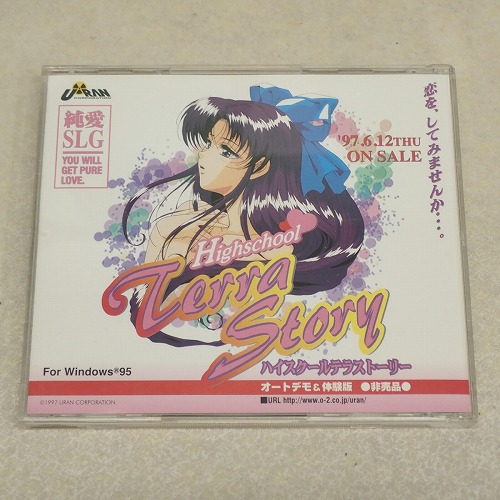 URAN
純愛
SLG
YOU WILL
GET PURE
LOVE.
'97.6.12THU
ON SALE
恋を、してみませんか…。
Highschool
Terra
Story
ハイスクールテラストーリー
For Windows®95
オートデモ&体験版 ●非売品●
©1997 URAN CORPORATION
■URL http://www.o-2.co.jp/uran/